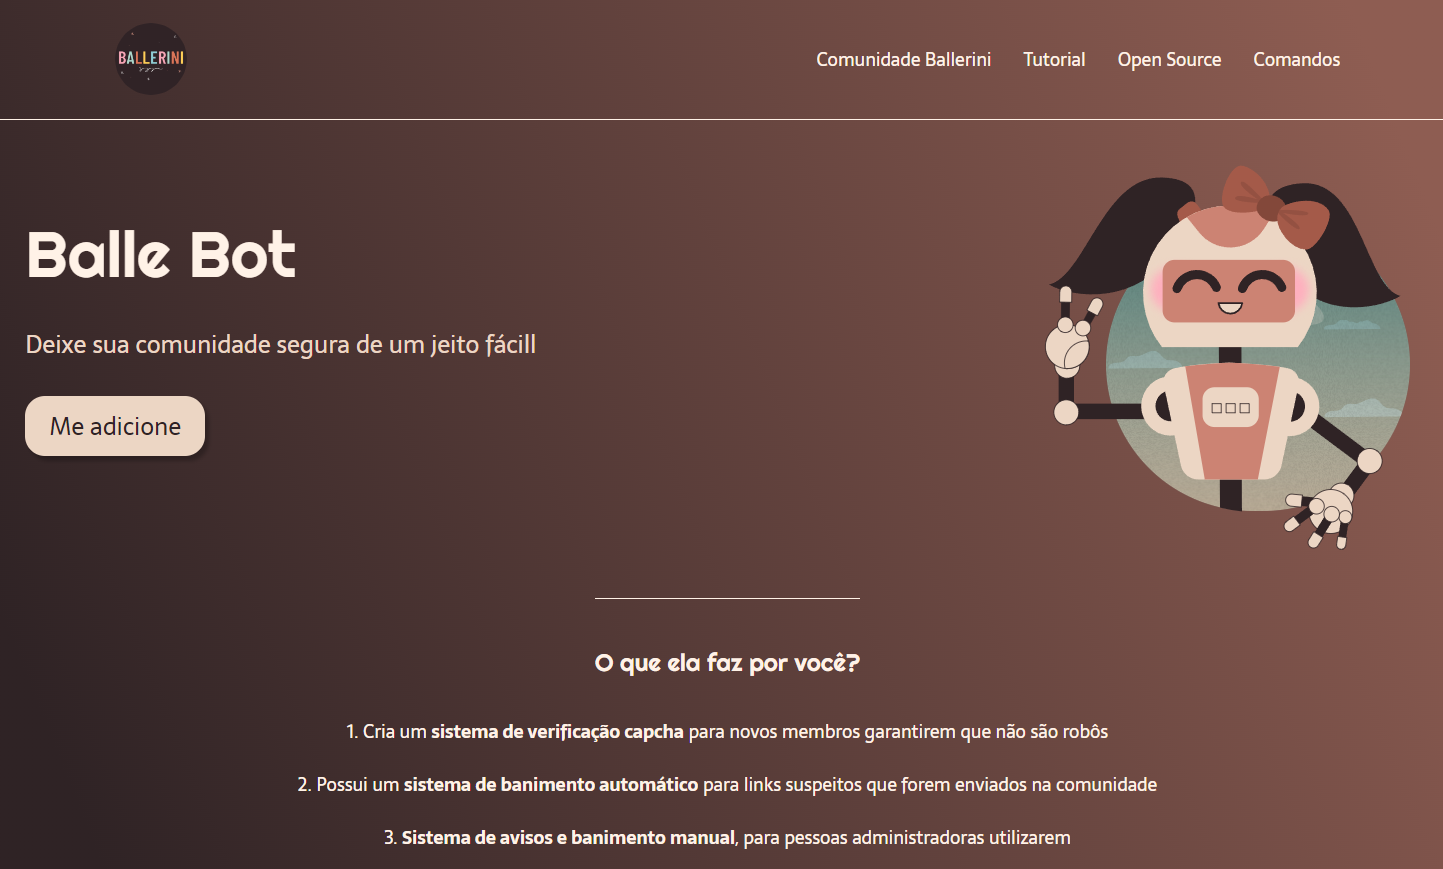 BALLERINI
Comunidade Ballerini
Tutorial
Open Source
Comandos
Balle Bot
Deixe sua comunidade segura de um jeito fácill
Me adicione
O que ela faz por você?
1. Cria um sistema de verificação capcha para novos membros garantirem que não são robôs
2. Possui um sistema de banimento automático para links suspeitos que forem enviados na comunidade
3. Sistema de avisos e banimento manual, para pessoas administradoras utilizarem